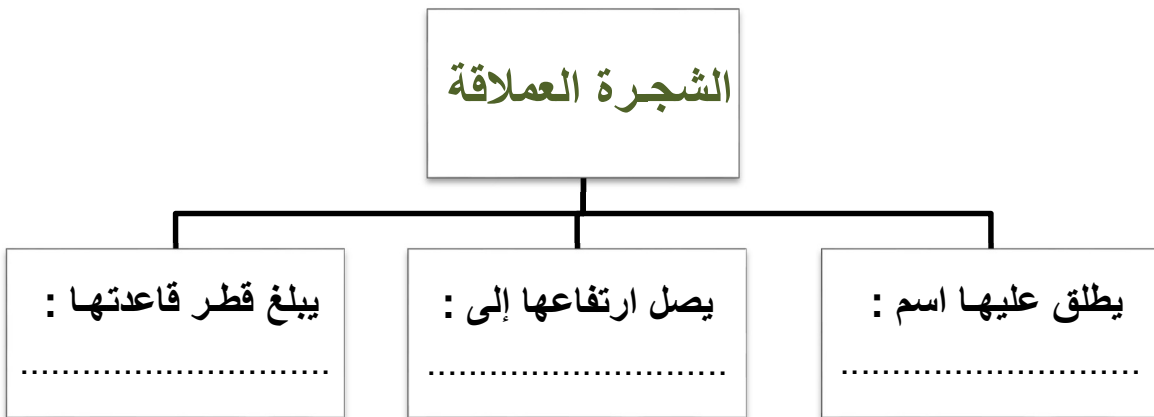 الشجرة العملاقة
يطلق عليها اسم :
............................
يصل ارتفاعها إلى :
............................
يبلغ قطر قاعدتها :
.............................